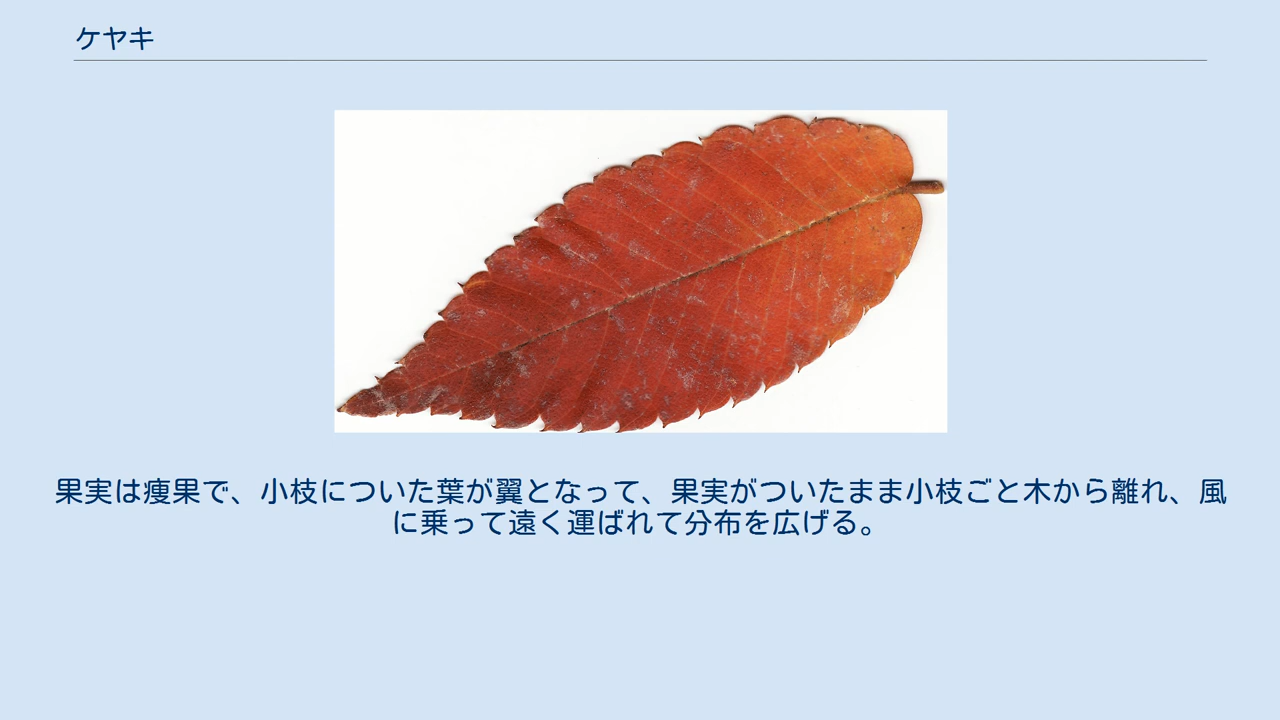 ケヤキ
果実は痩果で、小枝についた葉が翼となって、果実がついたまま小枝ごと木から離れ、風
に乗って遠く運ばれて分布を広げる。